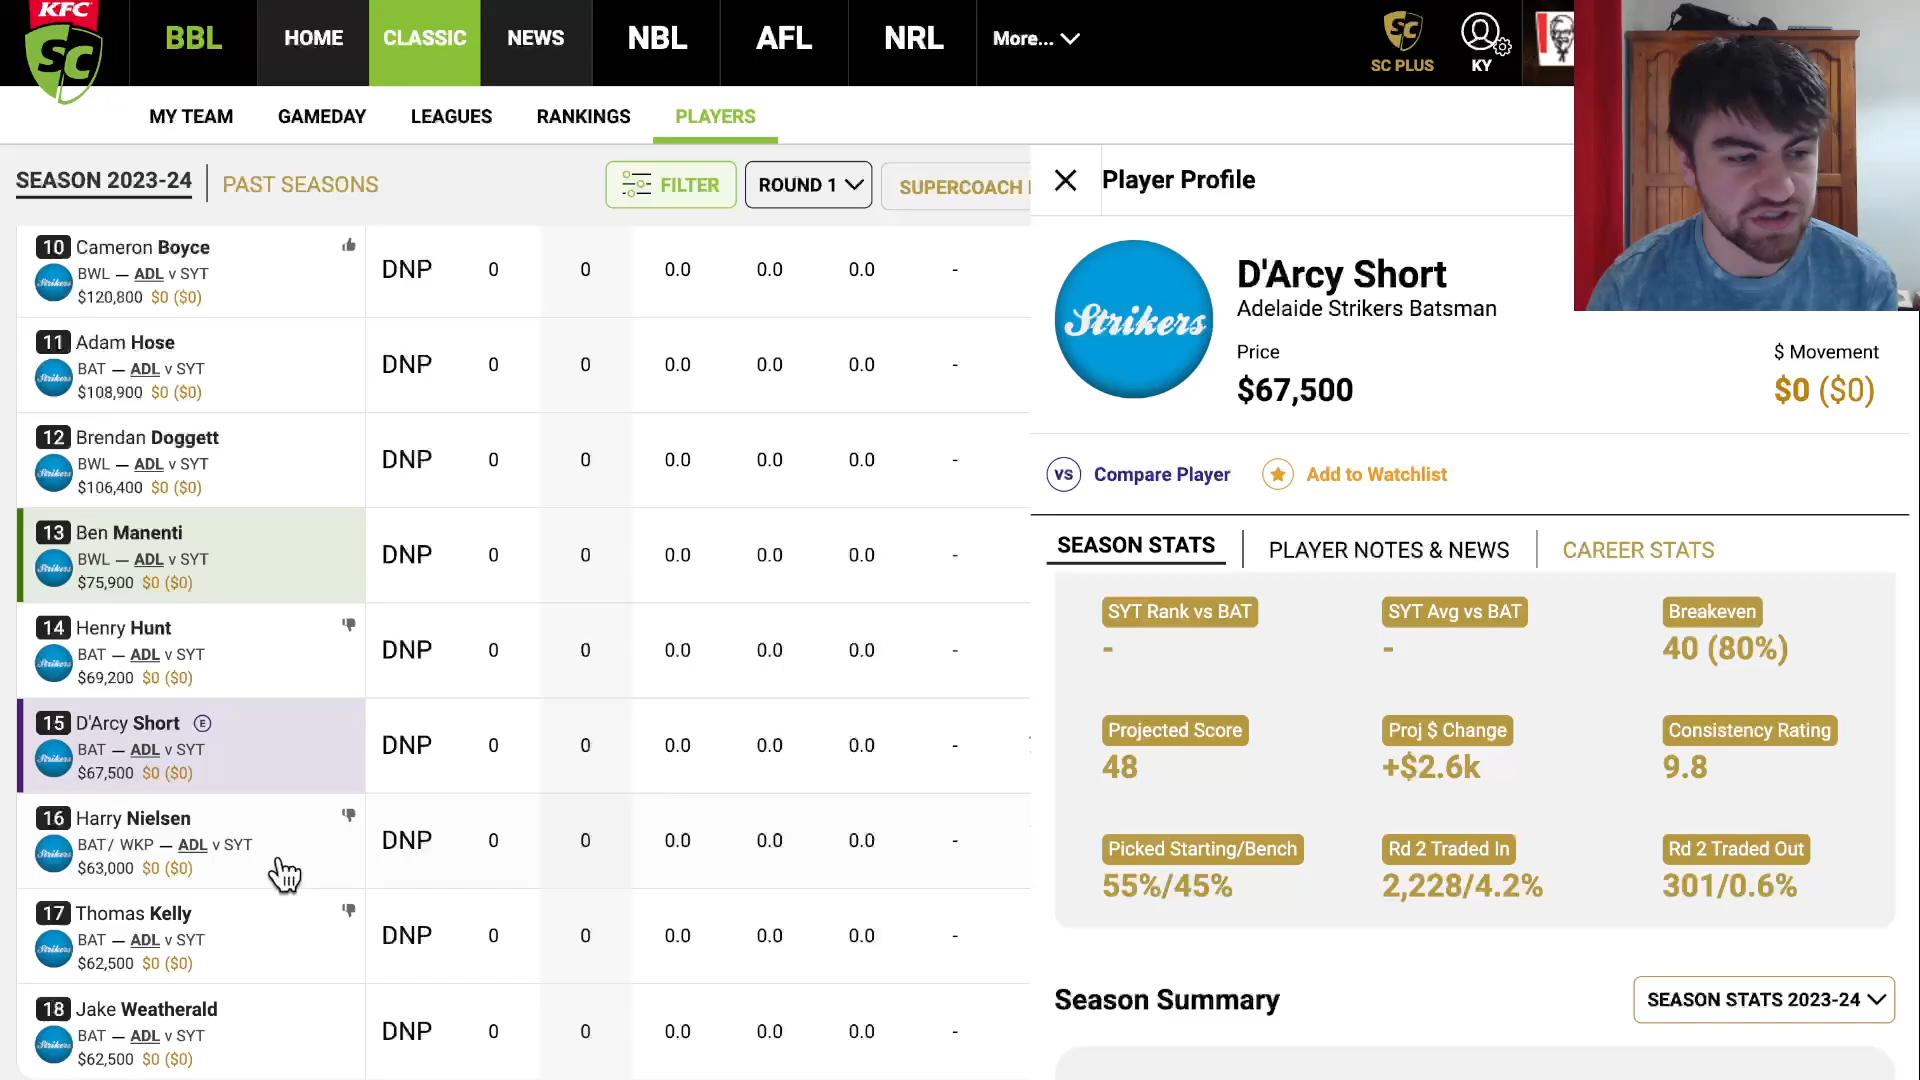 KFC
SC
BBL
HOME
CLASSIC
NEWS
NBL
AFL
NRL
More...
SC
SC PLUS
KY
MY TEAM
GAMEDAY
LEAGUES
RANKINGS
PLAYERS
SEASON 2023-24
PAST SEASONS
FILTER
ROUND 1
SUPERCOACH
10 Cameron Boyce
Strikers BWL — ADL v SYT
$120,800 $0 ($0)
DNP 0 0 0.0 0.0 0.0 -
11 Adam Hose
Strikers BAT — ADL v SYT
$108,900 $0 ($0)
DNP 0 0 0.0 0.0 0.0 -
12 Brendan Doggett
Strikers BWL — ADL v SYT
$106,400 $0 ($0)
DNP 0 0 0.0 0.0 0.0 -
13 Ben Manenti
Strikers BWL — ADL v SYT
$75,900 $0 ($0)
DNP 0 0 0.0 0.0 0.0 -
14 Henry Hunt
Strikers BAT — ADL v SYT
$69,200 $0 ($0)
DNP 0 0 0.0 0.0 0.0 -
15 D'Arcy Short E
Strikers BAT — ADL v SYT
$67,500 $0 ($0)
DNP 0 0 0.0 0.0 0.0 -
16 Harry Nielsen
Strikers BAT/ WKP — ADL v SYT
$63,000 $0 ($0)
DNP 0 0 0.0 0.0 0.0 -
17 Thomas Kelly
Strikers BAT — ADL v SYT
$62,500 $0 ($0)
DNP 0 0 0.0 0.0 0.0 -
18 Jake Weatherald
Strikers BAT — ADL v SYT
$62,500 $0 ($0)
DNP 0 0 0.0 0.0 0.0 -
Player Profile
Strikers
D'Arcy Short
Adelaide Strikers Batsman
Price
$67,500
$ Movement
$0 ($0)
VS Compare Player
Add to Watchlist
SEASON STATS
PLAYER NOTES & NEWS
CAREER STATS
SYT Rank vs BAT
-
SYT Avg vs BAT
-
Breakeven
40 (80%)
Projected Score
48
Proj $ Change
+$2.6k
Consistency Rating
9.8
Picked Starting/Bench
55%/45%
Rd 2 Traded In
2,228/4.2%
Rd 2 Traded Out
301/0.6%
Season Summary
SEASON STATS 2023-24